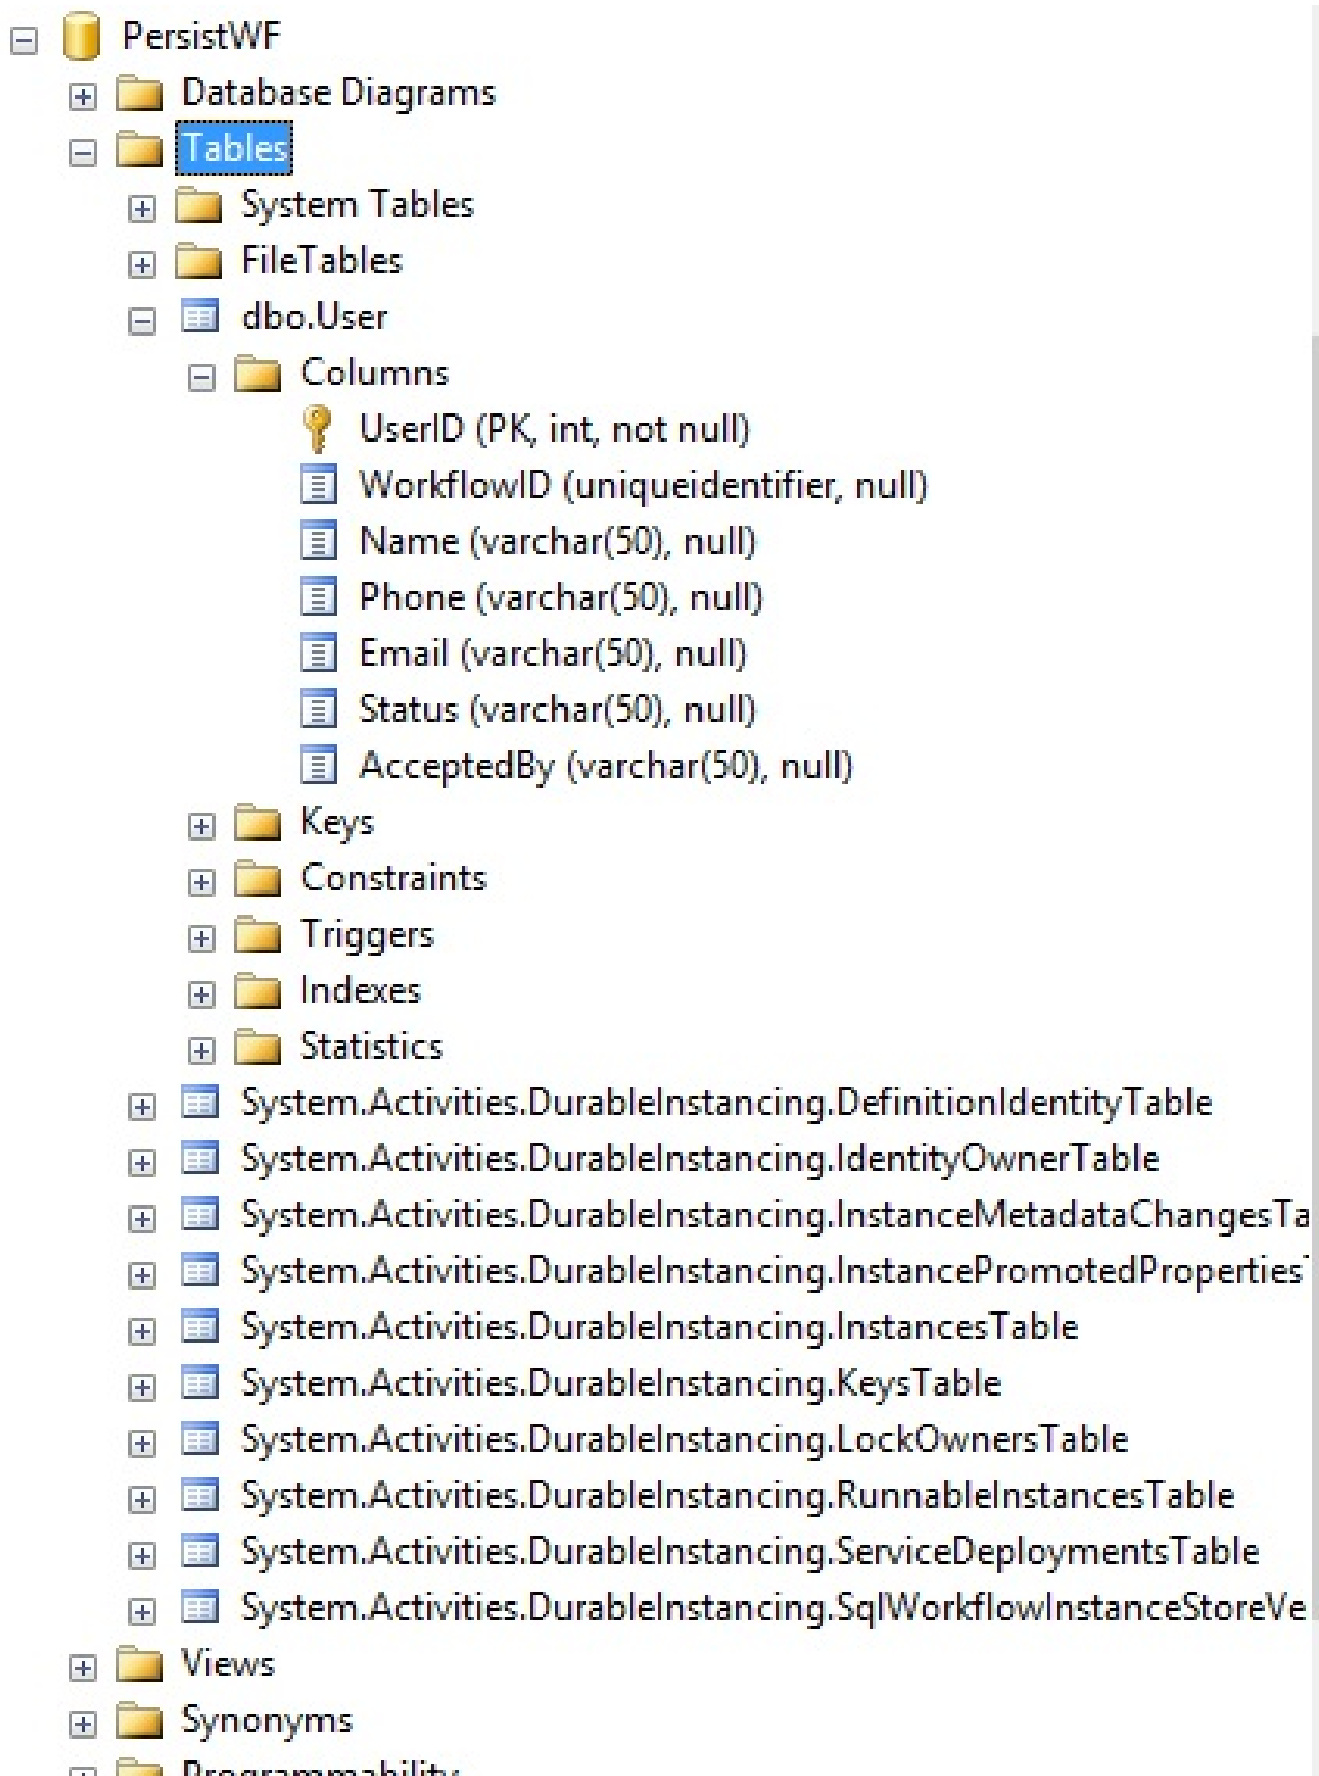 PersistWF
Database Diagrams
Tables
System Tables
FileTables
dbo.User
Columns
UserID (PK, int, not null)
WorkflowID (uniqueidentifier, null)
Name (varchar(50), null)
Phone (varchar(50), null)
Email (varchar(50), null)
Status (varchar(50), null)
AcceptedBy (varchar(50), null)
Keys
Constraints
Triggers
Indexes
Statistics
System.Activities.DurableInstancing.DefinitionIdentityTable
System.Activities.DurableInstancing.IdentityOwnerTable
System.Activities.DurableInstancing.InstanceMetadataChangesTa
System.Activities.DurableInstancing.InstancePromotedProperties
System.Activities.DurableInstancing.InstancesTable
System.Activities.DurableInstancing.KeysTable
System.Activities.DurableInstancing.LockOwnersTable
System.Activities.DurableInstancing.RunnableInstancesTable
System.Activities.DurableInstancing.ServiceDeploymentsTable
System.Activities.DurableInstancing.SqlWorkflowInstanceStoreVe
Views
Synonyms
Programmability